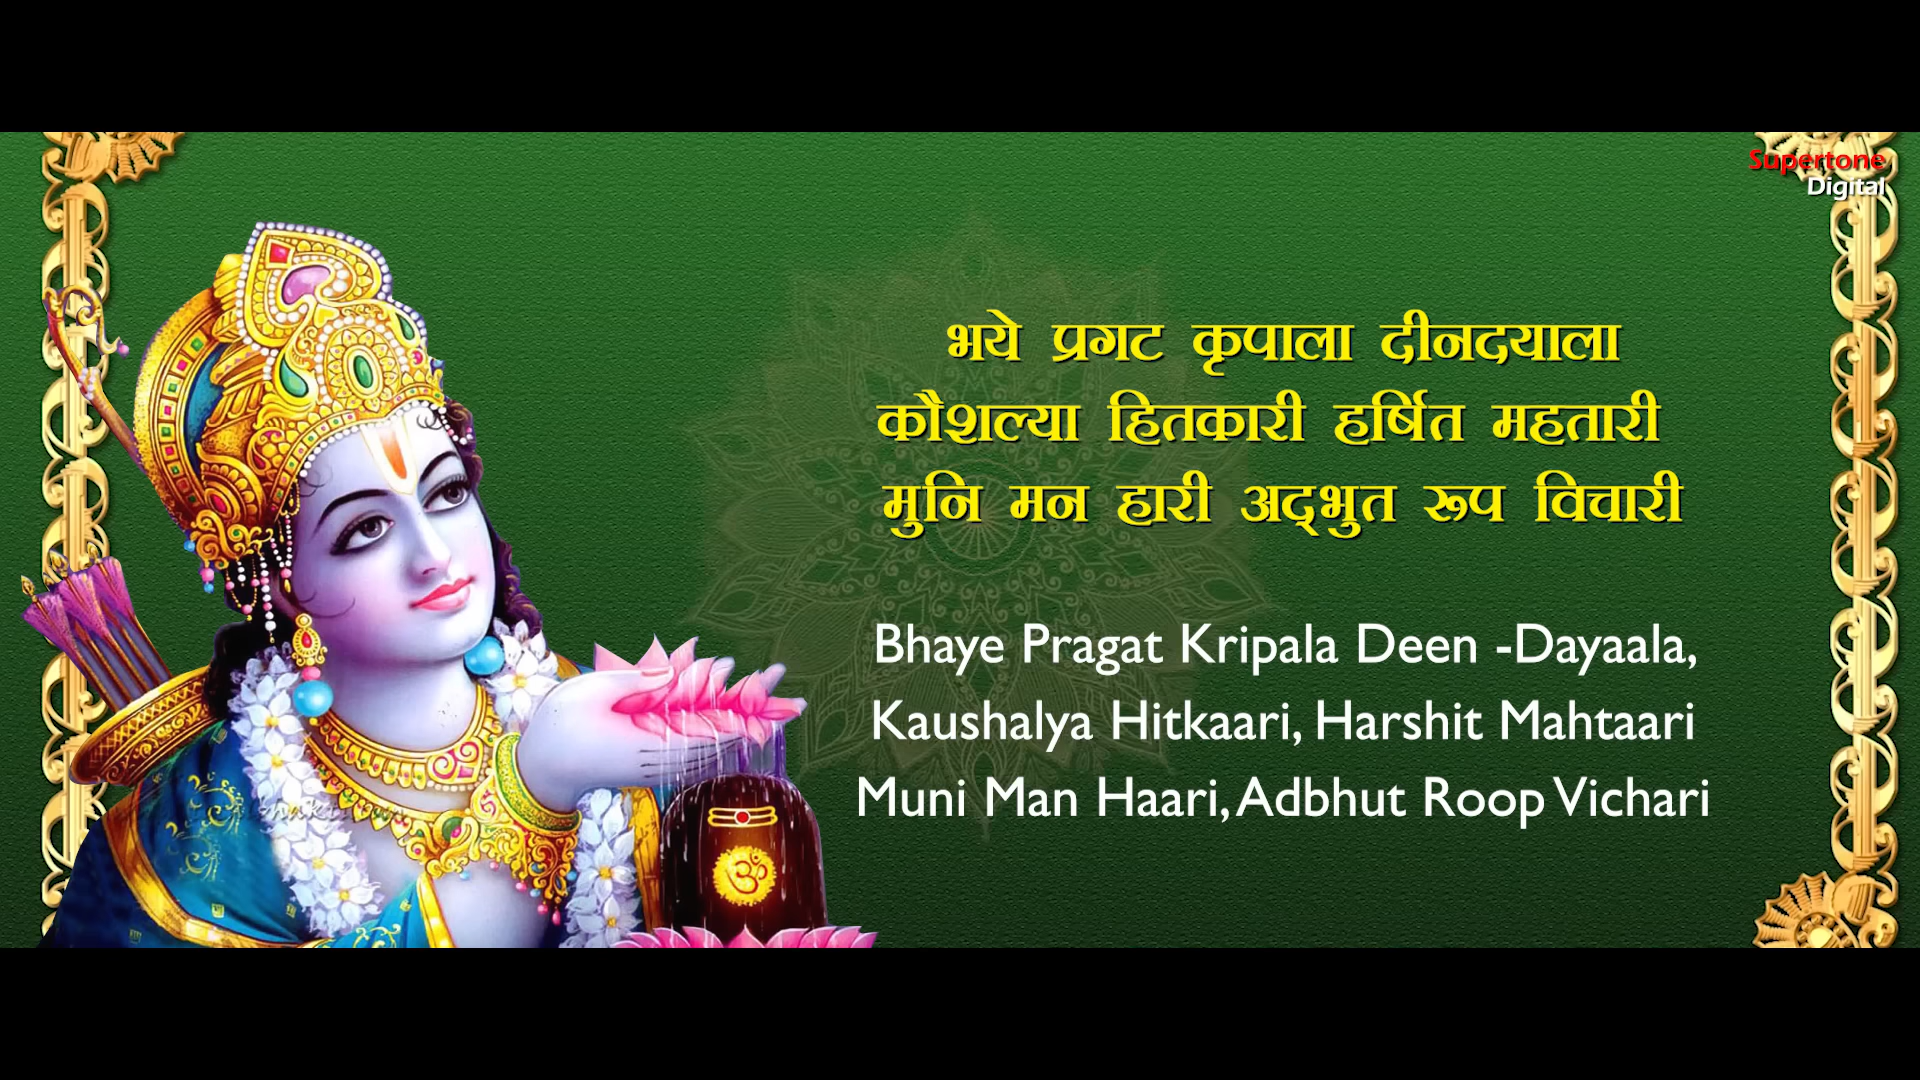 Supertone
Digital
भये प्रगट कृपाला दीनदयाला
कौशल्या हितकारी हर्षित महतारी
मुनि मन हारी अद्‌भुत रूप विचारी
Bhaye Pragat Kripala Deen -Dayaala,
Kaushalya Hitkaari, Harshit Mahtaari
Muni Man Haari, Adbhut Roop Vichari
ॐ